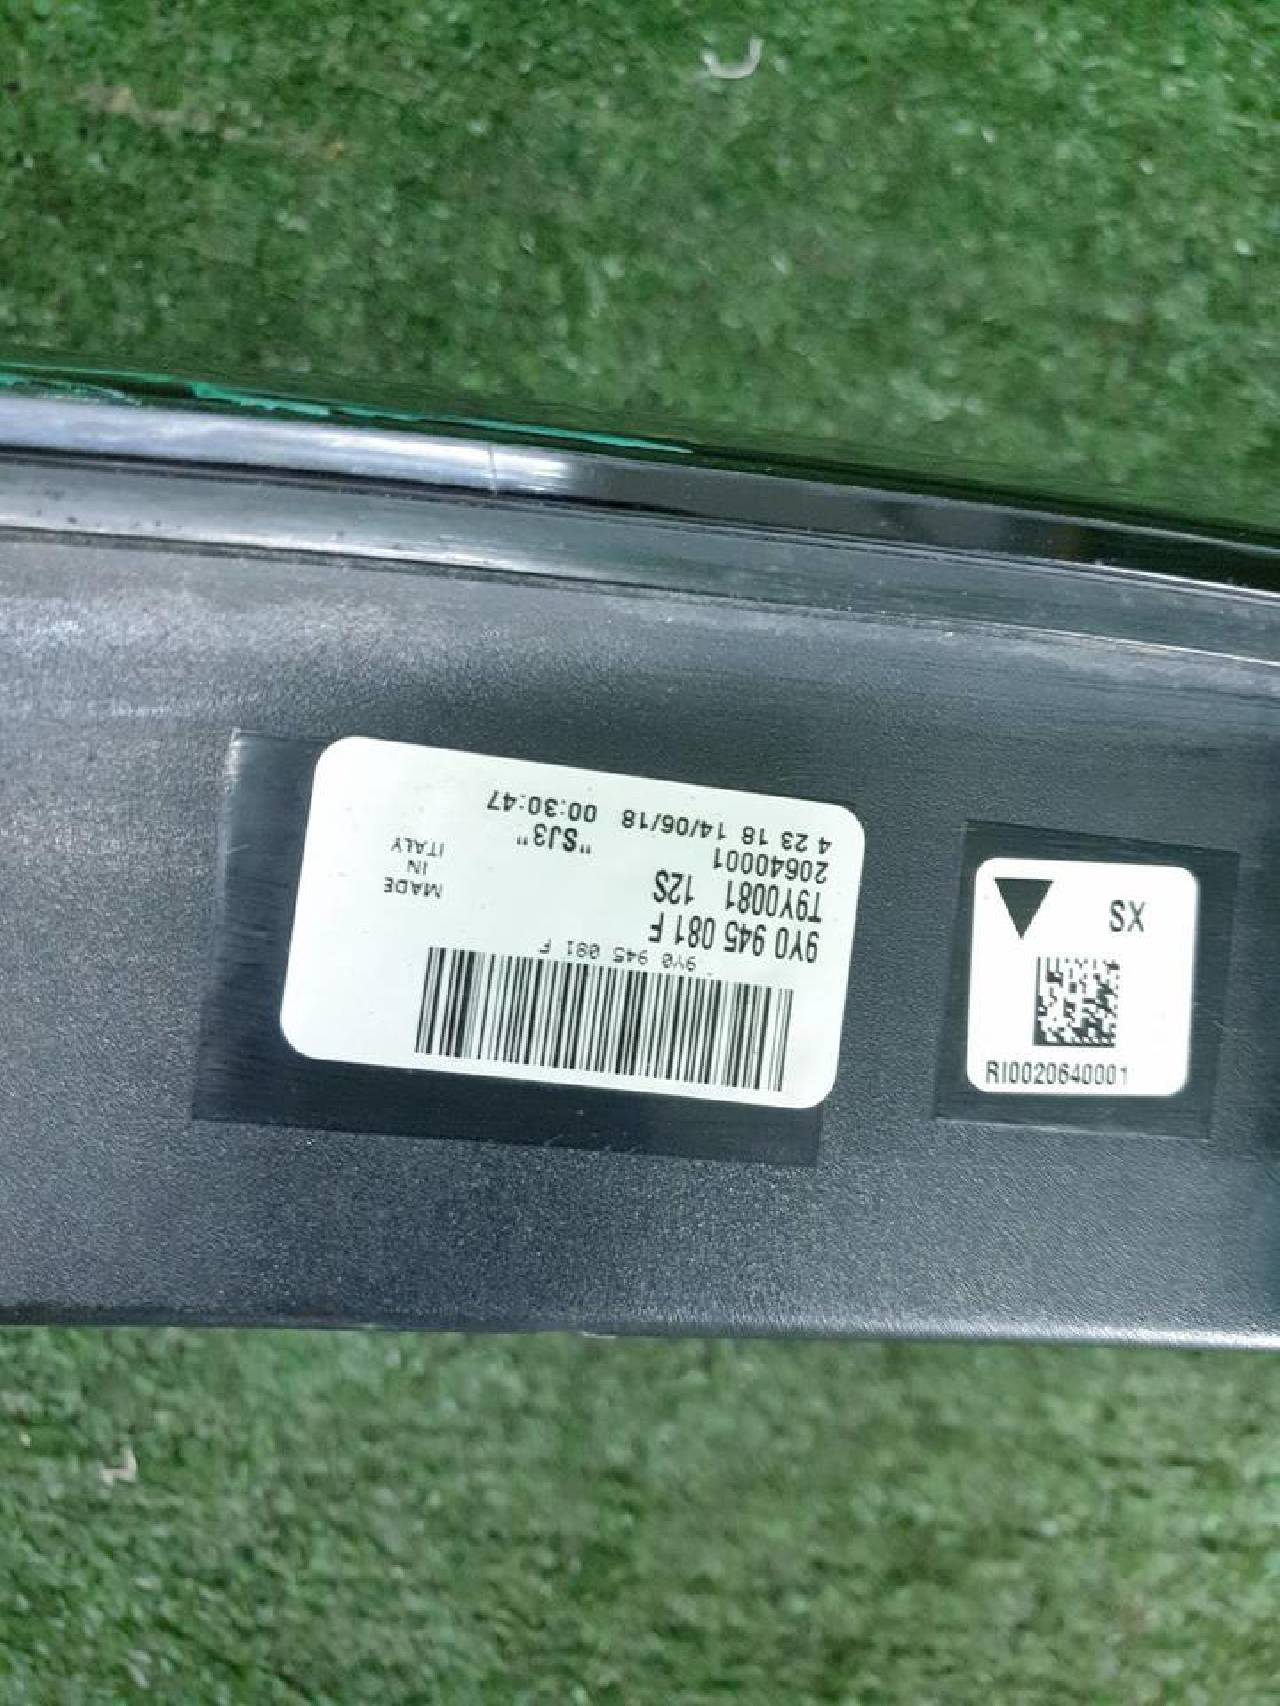 9Y0 945 081 F
9Y0 945 081 F
T9Y0081 12S
20640001
4 23 18 14/06/18 00:30:47
"SJ3"
MADE
IN
ITALY
SX
RI0020640001